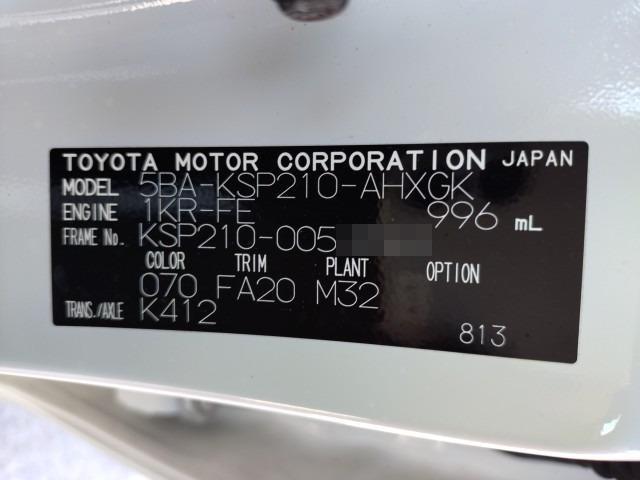 TOYOTA MOTOR CORPORATION JAPAN
MODEL 5BA-KSP210-AHXGK
ENGINE 1KR-FE 996 mL
FRAME No. KSP210-005
COLOR TRIM PLANT OPTION
070 FA20 M32
TRANS./AXLE K412
813